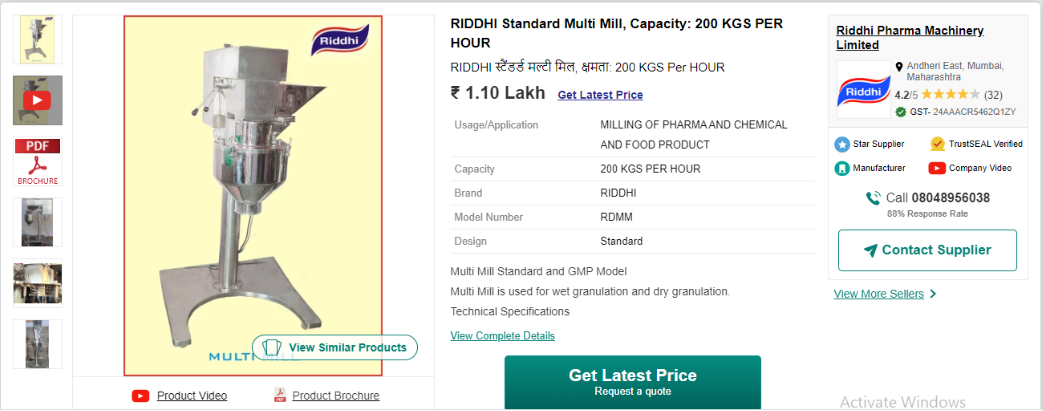 Riddhi
PDF
BROCHURE
Riddhi
MULTI MILL
View Similar Products
Product Video
Product Brochure
RIDDHI Standard Multi Mill, Capacity: 200 KGS PER
HOUR
RIDDHI स्टैंडर्ड मल्टी मिल, क्षमता: 200 KGS Per HOUR
₹ 1.10 Lakh Get Latest Price
Usage/Application MILLING OF PHARMA AND CHEMICAL
AND FOOD PRODUCT
Capacity 200 KGS PER HOUR
Brand RIDDHI
Model Number RDMM
Design Standard
Multi Mill Standard and GMP Model
Multi Mill is used for wet granulation and dry granulation.
Technical Specifications
View Complete Details
Get Latest Price
Request a quote
Riddhi Pharma Machinery
Limited
Riddhi
Andheri East, Mumbai,
Maharashtra
4.2/5 (32)
GST- 24AAACR5462Q1ZY
Star Supplier TrustSEAL Verified
Manufacturer Company Video
Call 08048956038
88% Response Rate
Contact Supplier
View More Sellers
Activate Windows